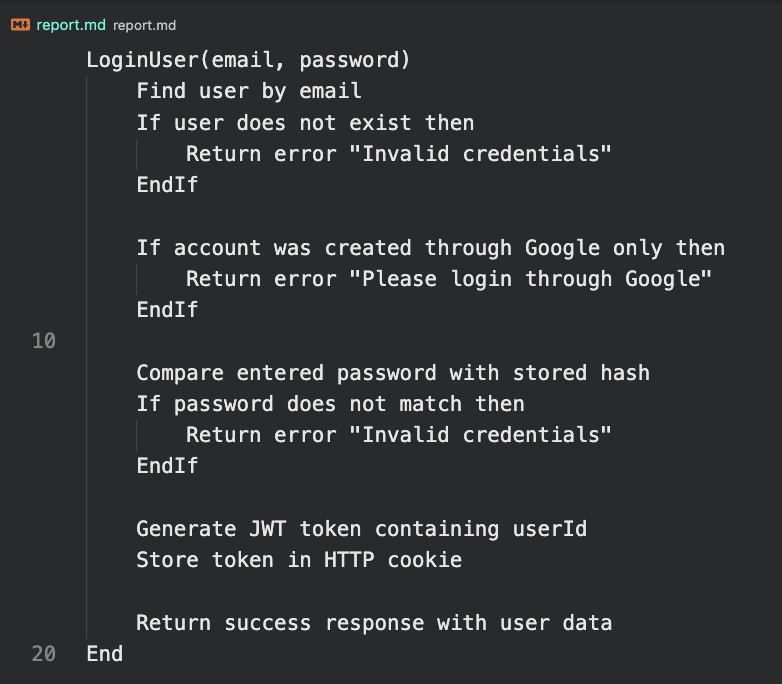 report.md report.md
LoginUser(email, password)
Find user by email
If user does not exist then
Return error "Invalid credentials"
EndIf
If account was created through Google only then
Return error "Please login through Google"
EndIf
10
Compare entered password with stored hash
If password does not match then
Return error "Invalid credentials"
EndIf
Generate JWT token containing userId
Store token in HTTP cookie
Return success response with user data
20 End